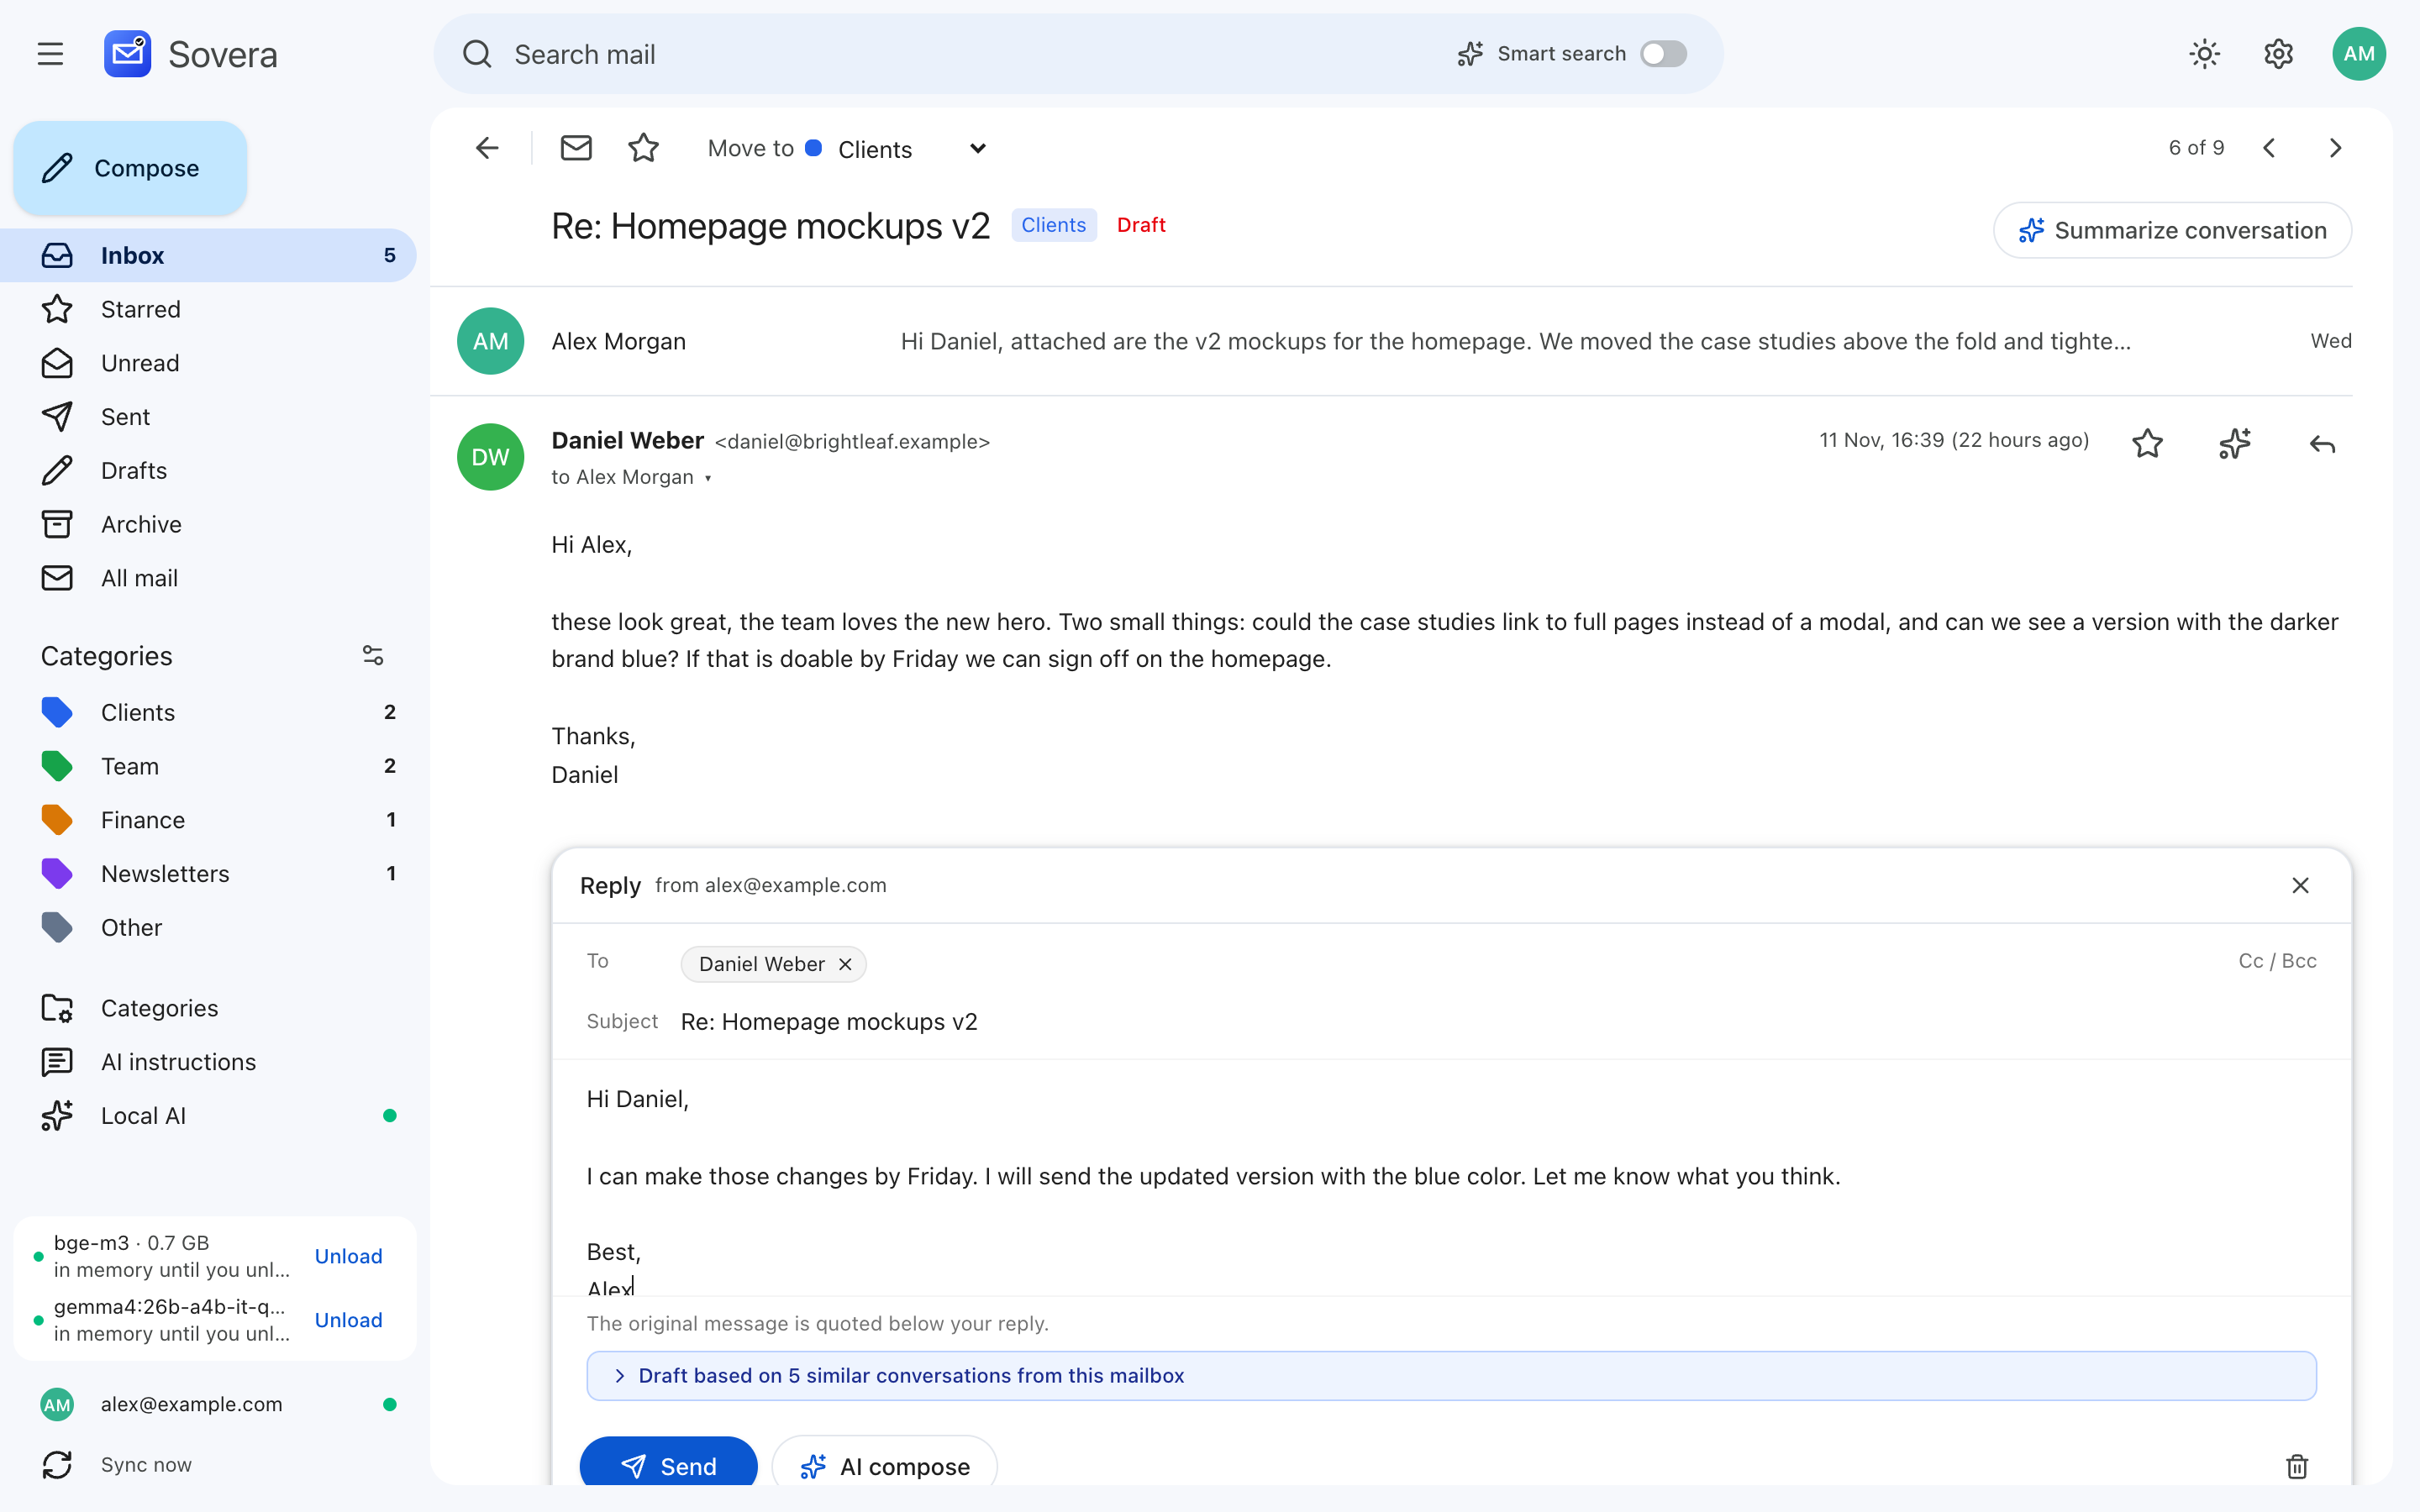 Sovera
Search mail
Smart search
AM
Compose
Inbox 5
Starred
Unread
Sent
Drafts
Archive
All mail
Categories
Clients 2
Team 2
Finance 1
Newsletters 1
Other
Categories
AI instructions
Local AI
bge-m3 · 0.7 GB
in memory until you unl...
Unload
gemma4:26b-a4b-it-q...
in memory until you unl...
Unload
AM alex@example.com
Sync now
Move to Clients
6 of 9
Re: Homepage mockups v2 Clients Draft
Summarize conversation
AM Alex Morgan Hi Daniel, attached are the v2 mockups for the homepage. We moved the case studies above the fold and tighte... Wed
DW Daniel Weber <daniel@brightleaf.example> 11 Nov, 16:39 (22 hours ago)
to Alex Morgan
Hi Alex,
these look great, the team loves the new hero. Two small things: could the case studies link to full pages instead of a modal, and can we see a version with the darker
brand blue? If that is doable by Friday we can sign off on the homepage.
Thanks,
Daniel
Reply from alex@example.com
To Daniel Weber Cc / Bcc
Subject Re: Homepage mockups v2
Hi Daniel,
I can make those changes by Friday. I will send the updated version with the blue color. Let me know what you think.
Best,
Alex
The original message is quoted below your reply.
Draft based on 5 similar conversations from this mailbox
Send AI compose